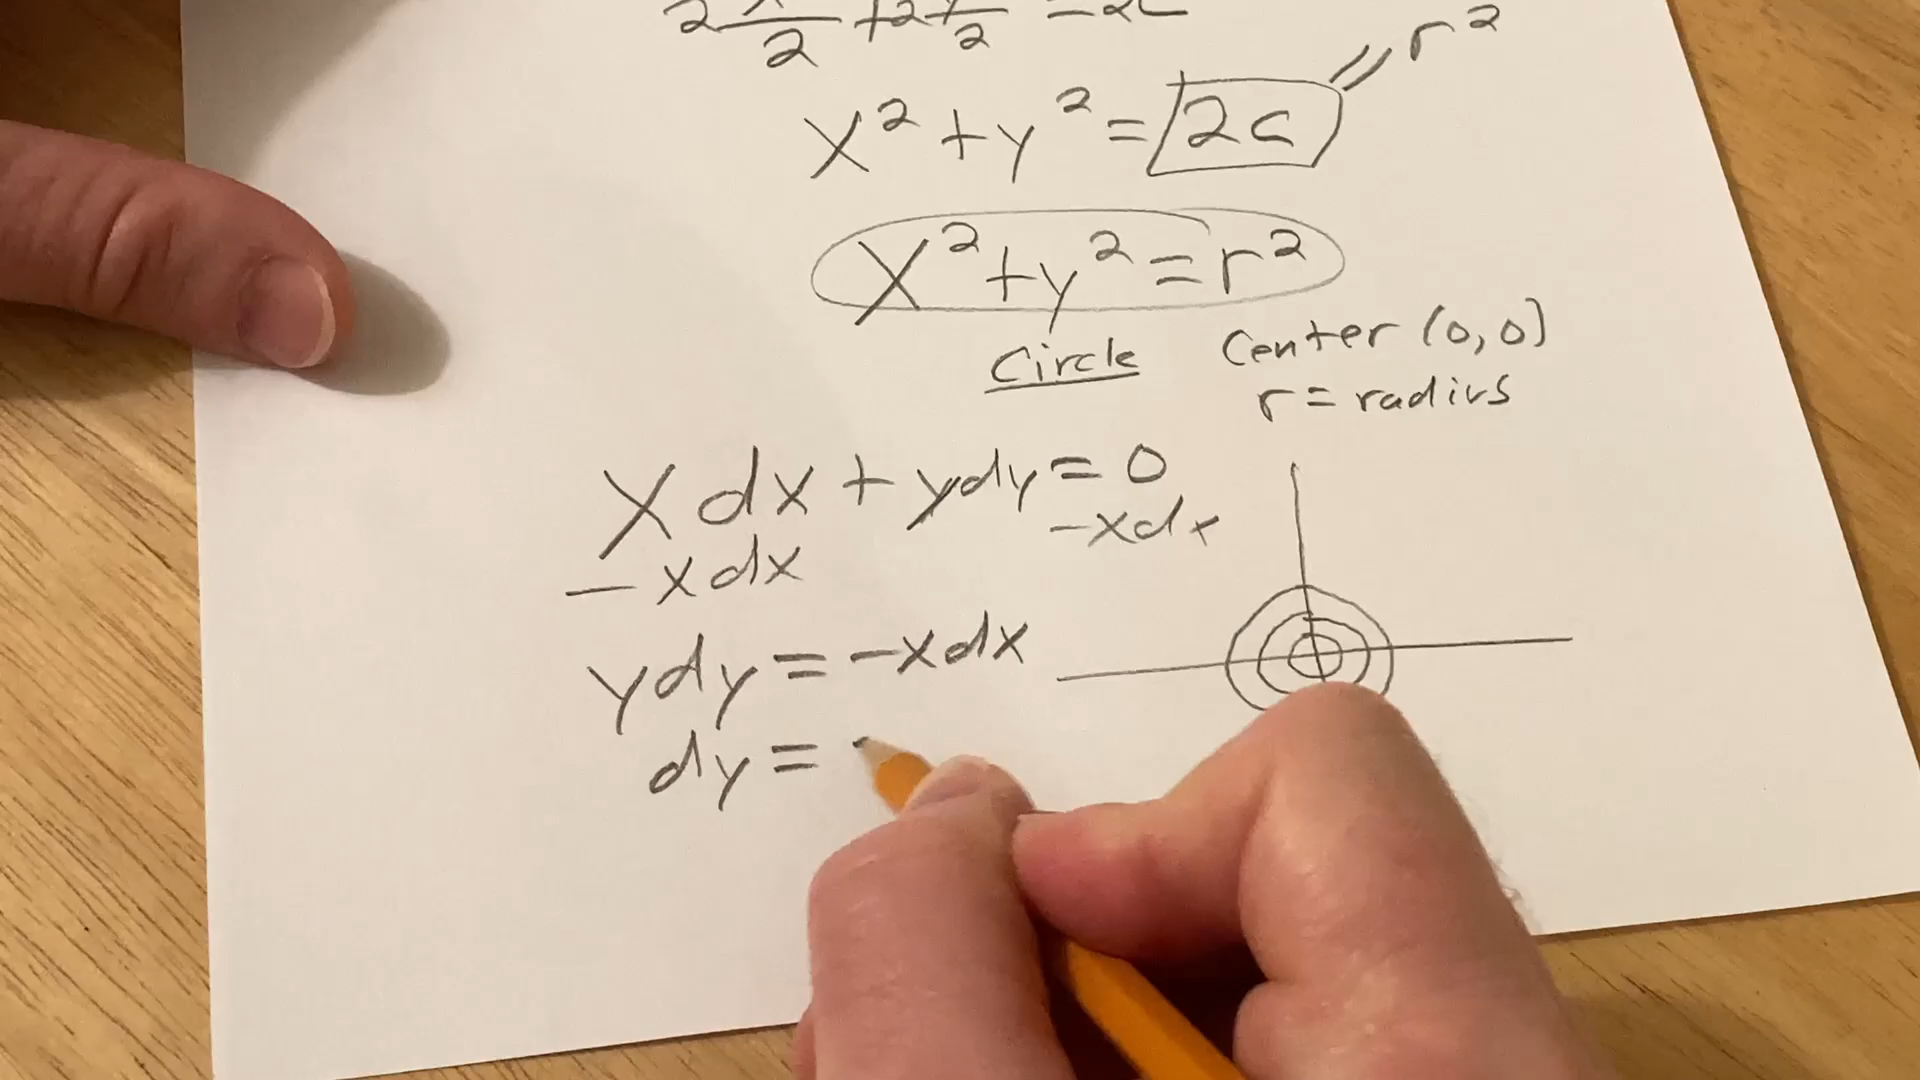 = r²
x² + y² = 2c
x² + y² = r²
Circle
Center (0,0)
r = radius
x dx + y dy = 0
- x dx
- x dx
y dy = - x dx
dy =